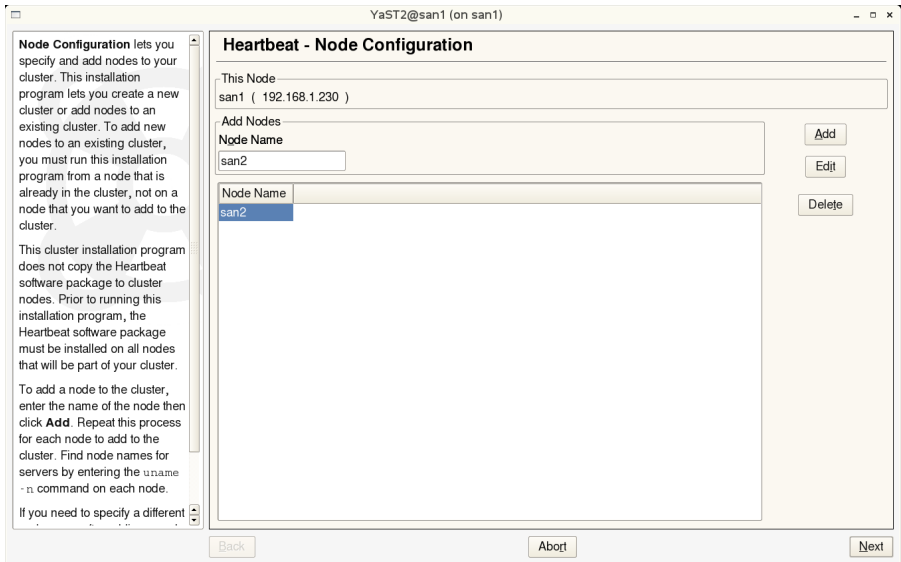 YaST2@san1 (on san1)
Node Configuration lets you
specify and add nodes to your
cluster. This installation
program lets you create a new
cluster or add nodes to an
existing cluster. To add new
nodes to an existing cluster,
you must run this installation
program from a node that is
already in the cluster, not on a
node that you want to add to the
cluster.
This cluster installation program
does not copy the Heartbeat
software package to cluster
nodes. Prior to running this
installation program, the
Heartbeat software package
must be installed on all nodes
that will be part of your cluster.
To add a node to the cluster,
enter the name of the node then
click Add. Repeat this process
for each node to add to the
cluster. Find node names for
servers by entering the uname
-n command on each node.
If you need to specify a different
Heartbeat - Node Configuration
This Node
san1 ( 192.168.1.230 )
Add Nodes
Node Name
san2
Add
Edit
Delete
Node Name
san2
Back
Abort
Next